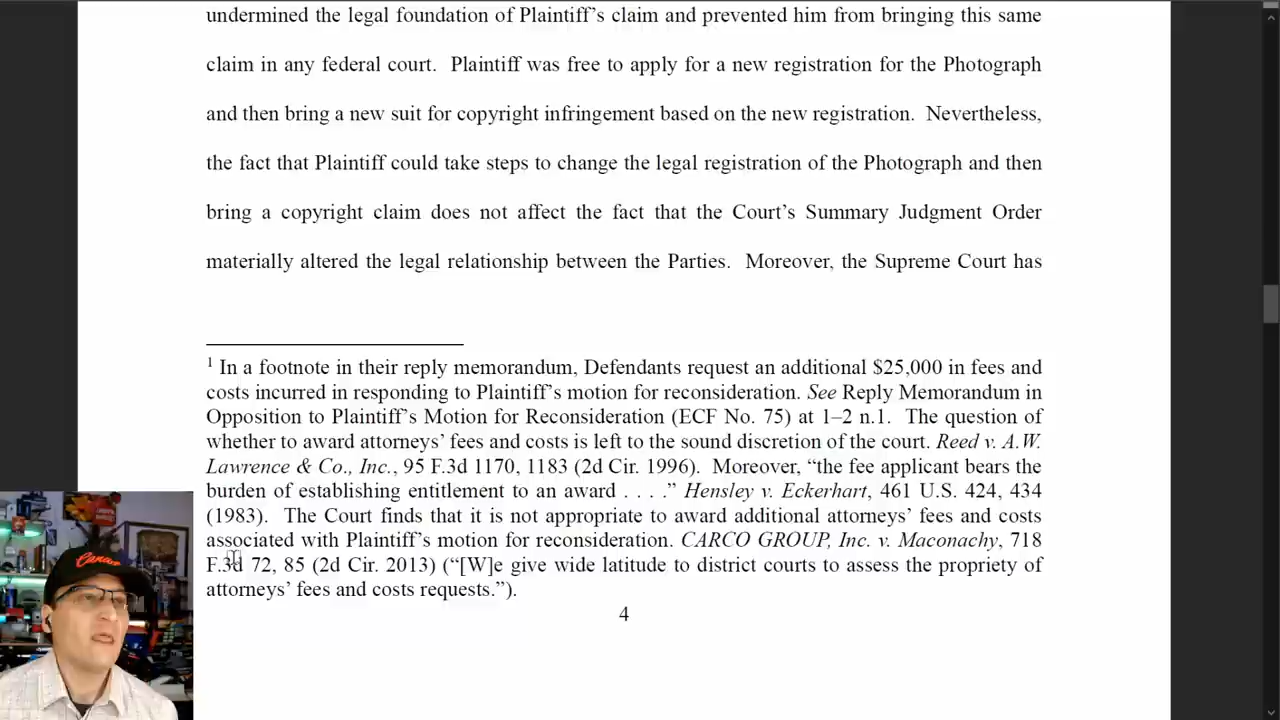 undermined the legal foundation of Plaintiff’s claim and prevented him from bringing this same
claim in any federal court. Plaintiff was free to apply for a new registration for the Photograph
and then bring a new suit for copyright infringement based on the new registration. Nevertheless,
the fact that Plaintiff could take steps to change the legal registration of the Photograph and then
bring a copyright claim does not affect the fact that the Court’s Summary Judgment Order
materially altered the legal relationship between the Parties. Moreover, the Supreme Court has
1 In a footnote in their reply memorandum, Defendants request an additional $25,000 in fees and
costs incurred in responding to Plaintiff’s motion for reconsideration. See Reply Memorandum in
Opposition to Plaintiff’s Motion for Reconsideration (ECF No. 75) at 1–2 n.1. The question of
whether to award attorneys’ fees and costs is left to the sound discretion of the court. Reed v. A.W.
Lawrence & Co., Inc., 95 F.3d 1170, 1183 (2d Cir. 1996). Moreover, “the fee applicant bears the
burden of establishing entitlement to an award . . . .” Hensley v. Eckerhart, 461 U.S. 424, 434
(1983). The Court finds that it is not appropriate to award additional attorneys’ fees and costs
associated with Plaintiff’s motion for reconsideration. CARCO GROUP, Inc. v. Maconachy, 718
F.3d 72, 85 (2d Cir. 2013) (“[W]e give wide latitude to district courts to assess the propriety of
attorneys’ fees and costs requests.”).
4